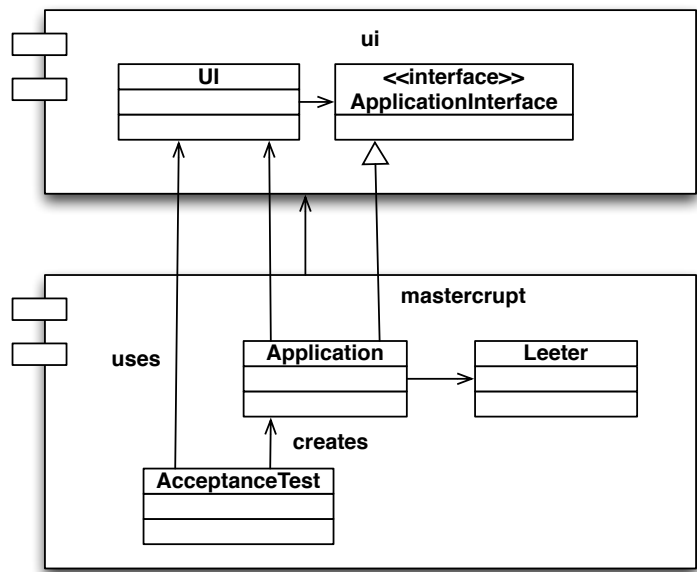 ui
UI
<<interface>>
ApplicationInterface
mastercrupt
uses
Application
Leeter
creates
AcceptanceTest